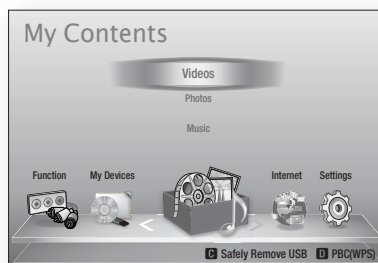 My Contents
Videos
Photos
Music
Function My Devices Internet Settings
C Safely Remove USB D PBC(WPS)